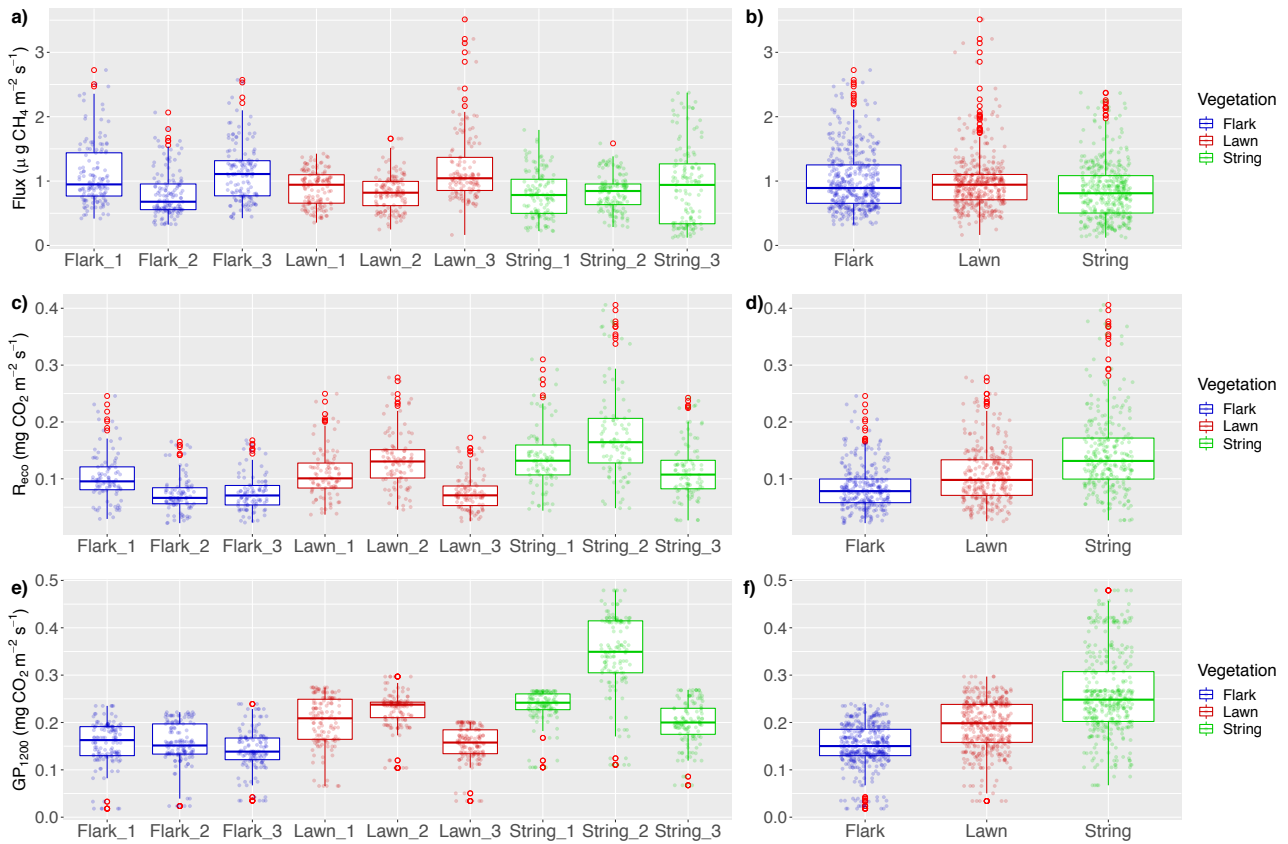 a)
Flux (μ g CH₄ m⁻² s⁻¹)
3
2
1
0
Flark_1 Flark_2 Flark_3 Lawn_1 Lawn_2 Lawn_3 String_1 String_2 String_3
b)
3
2
1
0
Flark Lawn String
Vegetation
Flark
Lawn
String
c)
R_eco (mg CO₂ m⁻² s⁻¹)
0.4
0.3
0.2
0.1
Flark_1 Flark_2 Flark_3 Lawn_1 Lawn_2 Lawn_3 String_1 String_2 String_3
d)
0.4
0.3
0.2
0.1
Flark Lawn String
Vegetation
Flark
Lawn
String
e)
GP₁₂₀₀ (mg CO₂ m⁻² s⁻¹)
0.5
0.4
0.3
0.2
0.1
0.0
Flark_1 Flark_2 Flark_3 Lawn_1 Lawn_2 Lawn_3 String_1 String_2 String_3
f)
0.5
0.4
0.3
0.2
0.1
0.0
Flark Lawn String
Vegetation
Flark
Lawn
String